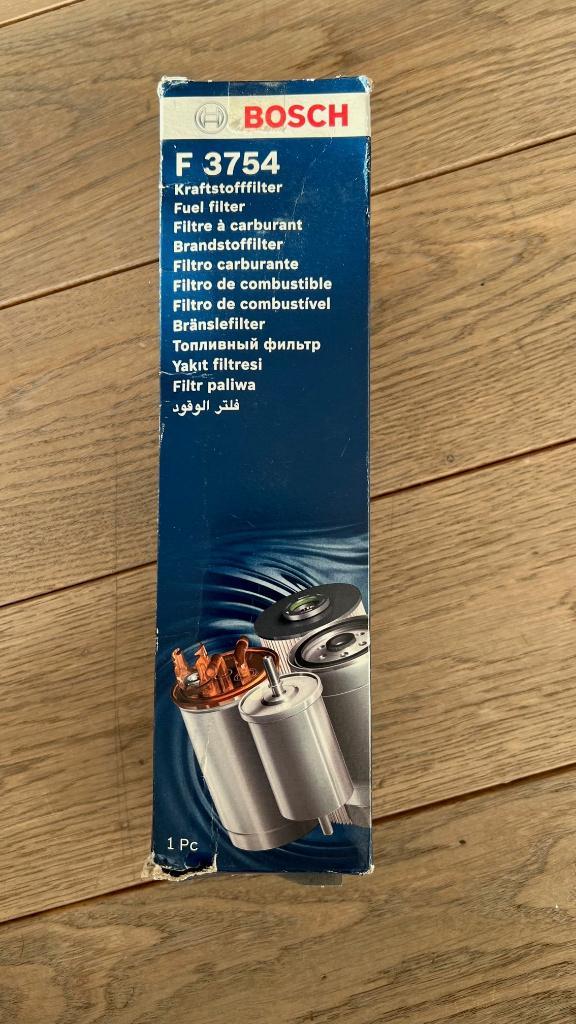 BOSCH
F 3754
Kraftstofffilter
Fuel filter
Filtre à carburant
Brandstoffilter
Filtro carburante
Filtro de combustible
Filtro de combustível
Bränslefilter
Топливный фильтр
Yakıt filtresi
Filtr paliwa
فلتر الوقود
1 Pc